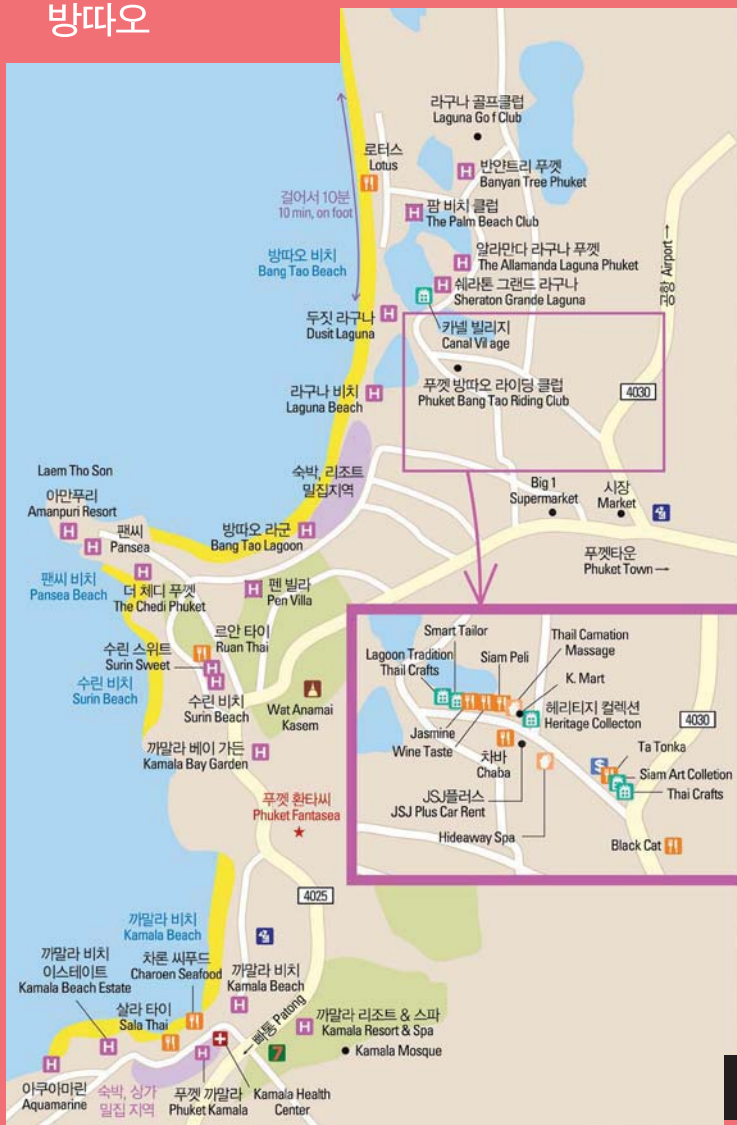 방따오
라구나 골프클럽
Laguna Go f Club
로터스
Lotus
반얀트리 푸껫
Banyan Tree Phuket
걸어서 10분
10 min, on foot
팜 비치 클럽
The Palm Beach Club
방따오 비치
Bang Tao Beach
알라만다 라구나 푸껫
The Allamanda Laguna Phuket
쉐라톤 그랜드 라구나
Sheraton Grande Laguna
공항 Airport →
두짓 라구나
Dusit Laguna
카넬 빌리지
Canal Vil age
라구나 비치
Laguna Beach
푸껫 방따오 라이딩 클럽
Phuket Bang Tao Riding Club
4030
Laem Tho Son
아만푸리
Amanpuri Resort
숙박, 리조트
밀집지역
Big 1
Supermarket
시장
Market
팬씨
Pansea
방따오 라군
Bang Tao Lagoon
푸껫타운
Phuket Town →
팬씨 비치
Pansea Beach
더 체디 푸껫
The Chedi Phuket
펜 빌라
Pen Villa
르안 타이
Ruan Thai
수린 스위트
Surin Sweet
수린 비치
Surin Beach
수린 비치
Surin Beach
Wat Anamai
Kasem
까말라 베이 가든
Kamala Bay Garden
푸껫 환타씨
Phuket Fantasea
Smart Tailor
Lagoon Tradition
Thail Crafts
Siam Peli
Thail Carnation
Massage
K. Mart
헤리티지 컬렉션
Heritage Collecton
4030
Jasmine
Wine Taste
차바
Chaba
Ta Tonka
Siam Art Colletion
Thai Crafts
JSJ플러스
JSJ Plus Car Rent
Hideaway Spa
Black Cat
4025
까말라 비치
Kamala Beach
까말라 비치
이스테이트
Kamala Beach Estate
차론 씨푸드
Charoen Seafood
까말라 비치
Kamala Beach
살라 타이
Sala Thai
← 빠통 Patong
까말라 리조트 & 스파
Kamala Resort & Spa
7
Kamala Mosque
아쿠아마린
Aquamarine
숙박, 상가
밀집 지역
푸껫 까말라
Phuket Kamala
Kamala Health
Center